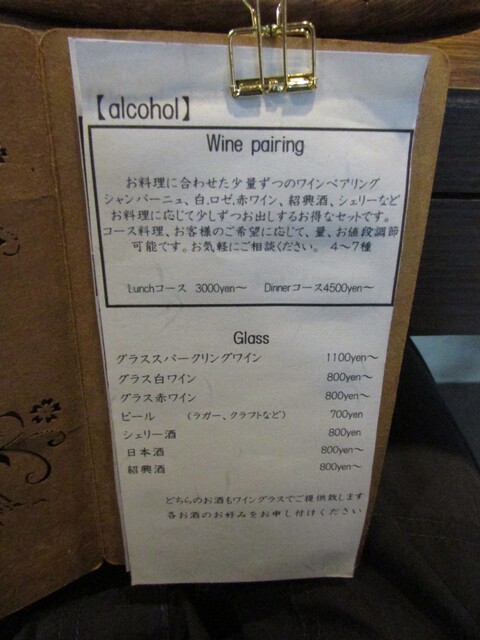 【alcohol】
Wine pairing
お料理に合わせた少量ずつのワインペアリング
シャンパーニュ、白,ロゼ,赤ワイン、紹興酒、シェリーなど
お料理に応じて少しずつお出しするお得なセットです。
コース料理、お客様のご希望に応じて、量、お値段調節
可能です。お気軽にご相談ください。 4～7種
Lunchコース 3000yen～ Dinnerコース4500yen～
Glass
グラススパークリングワイン 1100yen～
グラス白ワイン 800yen～
グラス赤ワイン 800yen～
ビール (ラガー、クラフトなど) 700yen
シェリー酒 800yen
日本酒 800yen～
紹興酒 800yen～
どちらのお酒もワイングラスでご提供致します
各お酒のお好みをお申し付けください